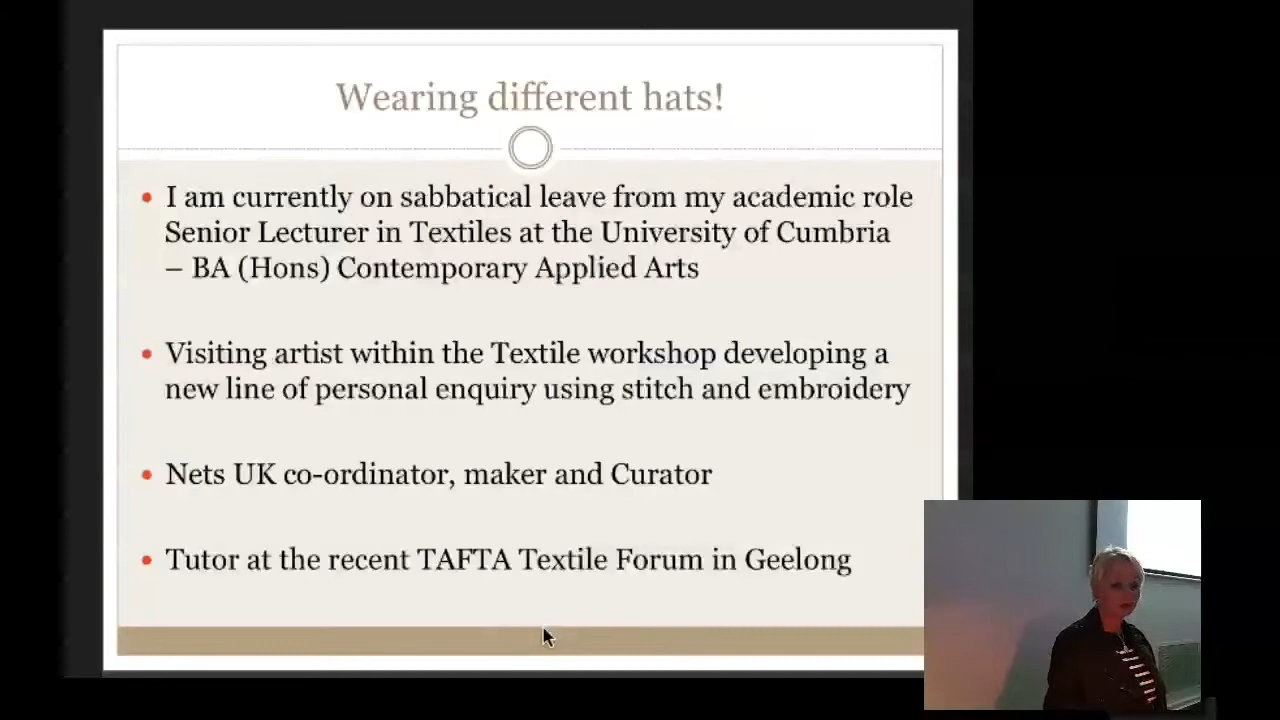 Wearing different hats!
• I am currently on sabbatical leave from my academic role
Senior Lecturer in Textiles at the University of Cumbria
– BA (Hons) Contemporary Applied Arts
• Visiting artist within the Textile workshop developing a
new line of personal enquiry using stitch and embroidery
• Nets UK co-ordinator, maker and Curator
• Tutor at the recent TAFTA Textile Forum in Geelong